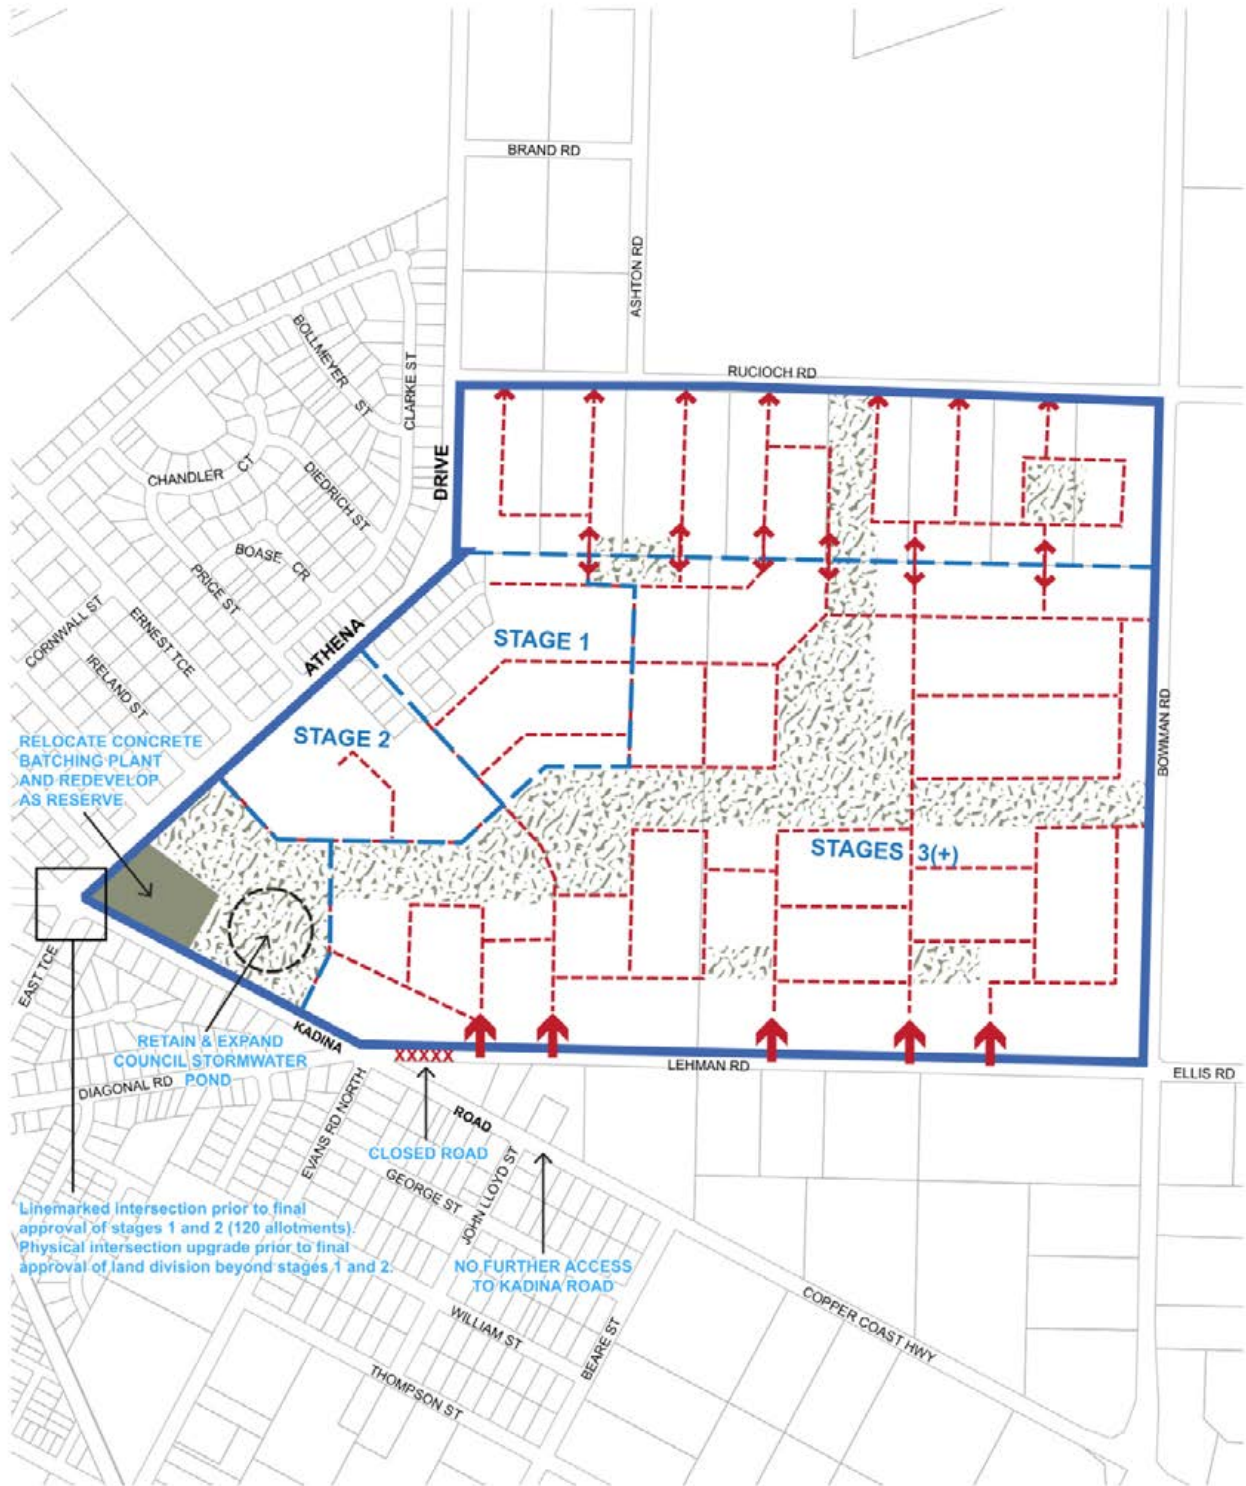 BRAND RD
ASHTON RD
RUCIOCH RD
BOLLMEYER
ST
CLARKE ST
CHANDLER
CT
DIEDRICH ST
DRIVE
BOASE CR
PRICE ST
CORNWALL ST
ERNEST TCE
IRELAND ST
ATHENA
STAGE 1
STAGE 2
BOWMAN RD
RELOCATE CONCRETE
BATCHING PLANT
AND REDEVELOP
AS RESERVE
STAGES 3(+)
EAST TCE
KADINA
RETAIN & EXPAND
COUNCIL STORMWATER
POND
XXXXX
LEHMAN RD
ELLIS RD
DIAGONAL RD
EVANS RD NORTH
ROAD
CLOSED ROAD
GEORGE ST
JOHN LLOYD ST
Linemarked intersection prior to final
approval of stages 1 and 2 (120 allotments).
Physical intersection upgrade prior to final
approval of land division beyond stages 1 and 2.
NO FURTHER ACCESS
TO KADINA ROAD
COPPER COAST HWY
WILLIAM ST
BEARE ST
THOMPSON ST